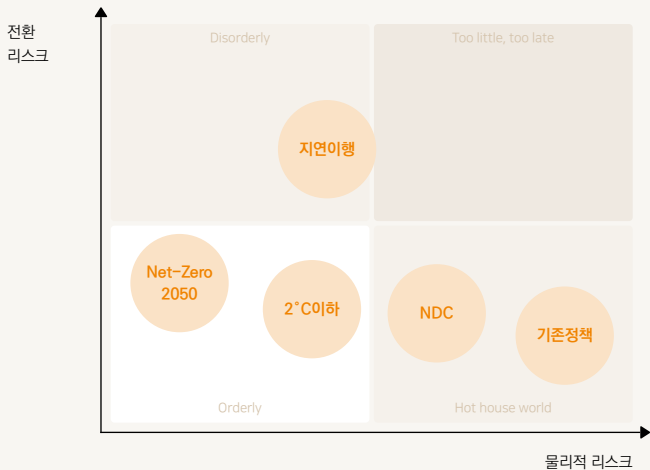 전환
리스크
Disorderly
Too little, too late
지연이행
Net-Zero
2050
2°C이하
NDC
기존정책
Orderly
Hot house world
물리적 리스크